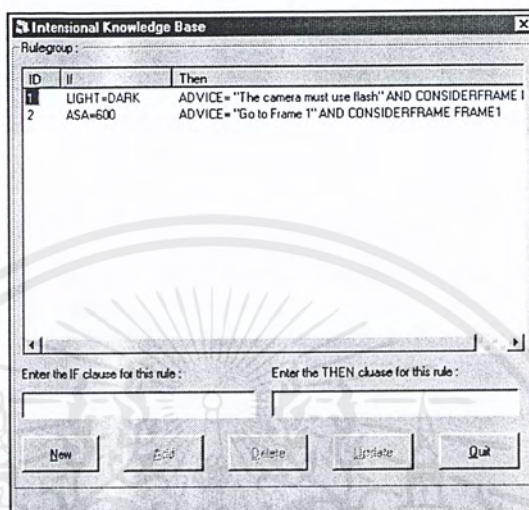 Intensional Knowledge Base
Rulegroup :
ID If Then
1 LIGHT=DARK ADVICE= "The camera must use flash" AND CONSIDERFRAME
2 ASA=600 ADVICE= "Go to Frame 1" AND CONSIDERFRAME FRAME1
Enter the IF clause for this rule : Enter the THEN cluase for this rule :
New Add Delete Update Quit